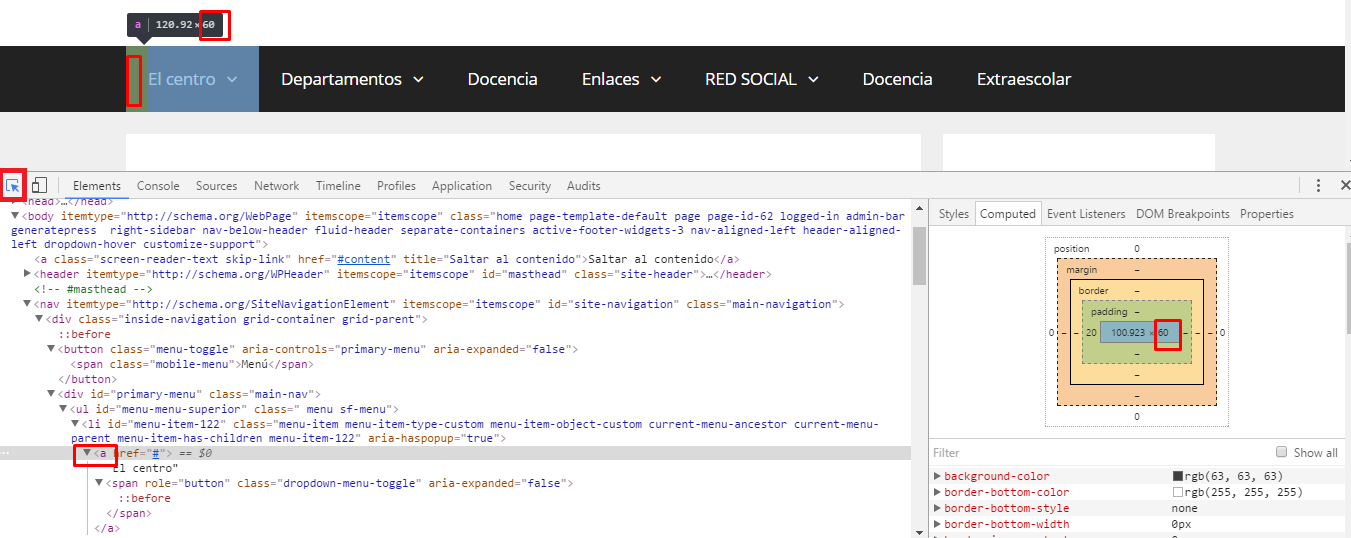 a | 120.92 × 60
El centro Departamentos Docencia Enlaces RED SOCIAL Docencia Extraescolar
Elements Console Sources Network Timeline Profiles Application Security Audits
<head>…</head>
<body itemtype="http://schema.org/WebPage" itemscope="itemscope" class="home page-template-default page page-id-62 logged-in admin-bar
generatepress  right-sidebar nav-below-header fluid-header separate-containers active-footer-widgets-3 nav-aligned-left header-aligned-
left dropdown-hover customize-support">
<a class="screen-reader-text skip-link" href="#content" title="Saltar al contenido">Saltar al contenido</a>
<header itemtype="http://schema.org/WPHeader" itemscope="itemscope" id="masthead" class="site-header">…</header>
<!-- #masthead -->
<nav itemtype="http://schema.org/SiteNavigationElement" itemscope="itemscope" id="site-navigation" class="main-navigation">
<div class="inside-navigation grid-container grid-parent">
::before
<button class="menu-toggle" aria-controls="primary-menu" aria-expanded="false">
<span class="mobile-menu">Menú</span>
</button>
<div id="primary-menu" class="main-nav">
<ul id="menu-menu-superior" class=" menu sf-menu">
<li id="menu-item-122" class="menu-item menu-item-type-custom menu-item-object-custom current-menu-ancestor current-menu-
parent menu-item-has-children menu-item-122" aria-haspopup="true">
… <a href="#"> == $0
"El centro"
<span role="button" class="dropdown-menu-toggle" aria-expanded="false">
::before
</span>
</a>
Styles Computed Event Listeners DOM Breakpoints Properties
position 0
margin –
border –
padding –
0 – – 20 100.923 × 60 – – – 0
–
–
–
0
Filter Show all
background-color rgb(63, 63, 63)
border-bottom-color rgb(255, 255, 255)
border-bottom-style none
border-bottom-width 0px